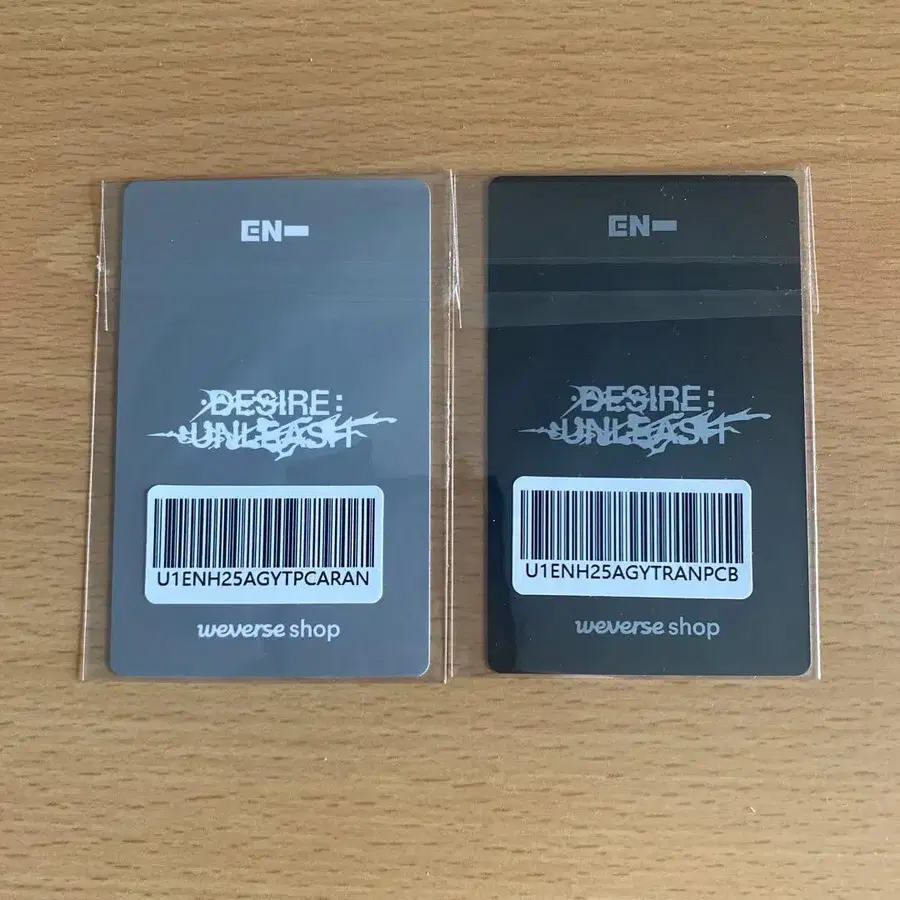 EN-
DESIRE :
UNLEASH
U1ENH25AGYTPCARAN
weverse shop
EN-
DESIRE :
UNLEASH
U1ENH25AGYTRANPCB
weverse shop